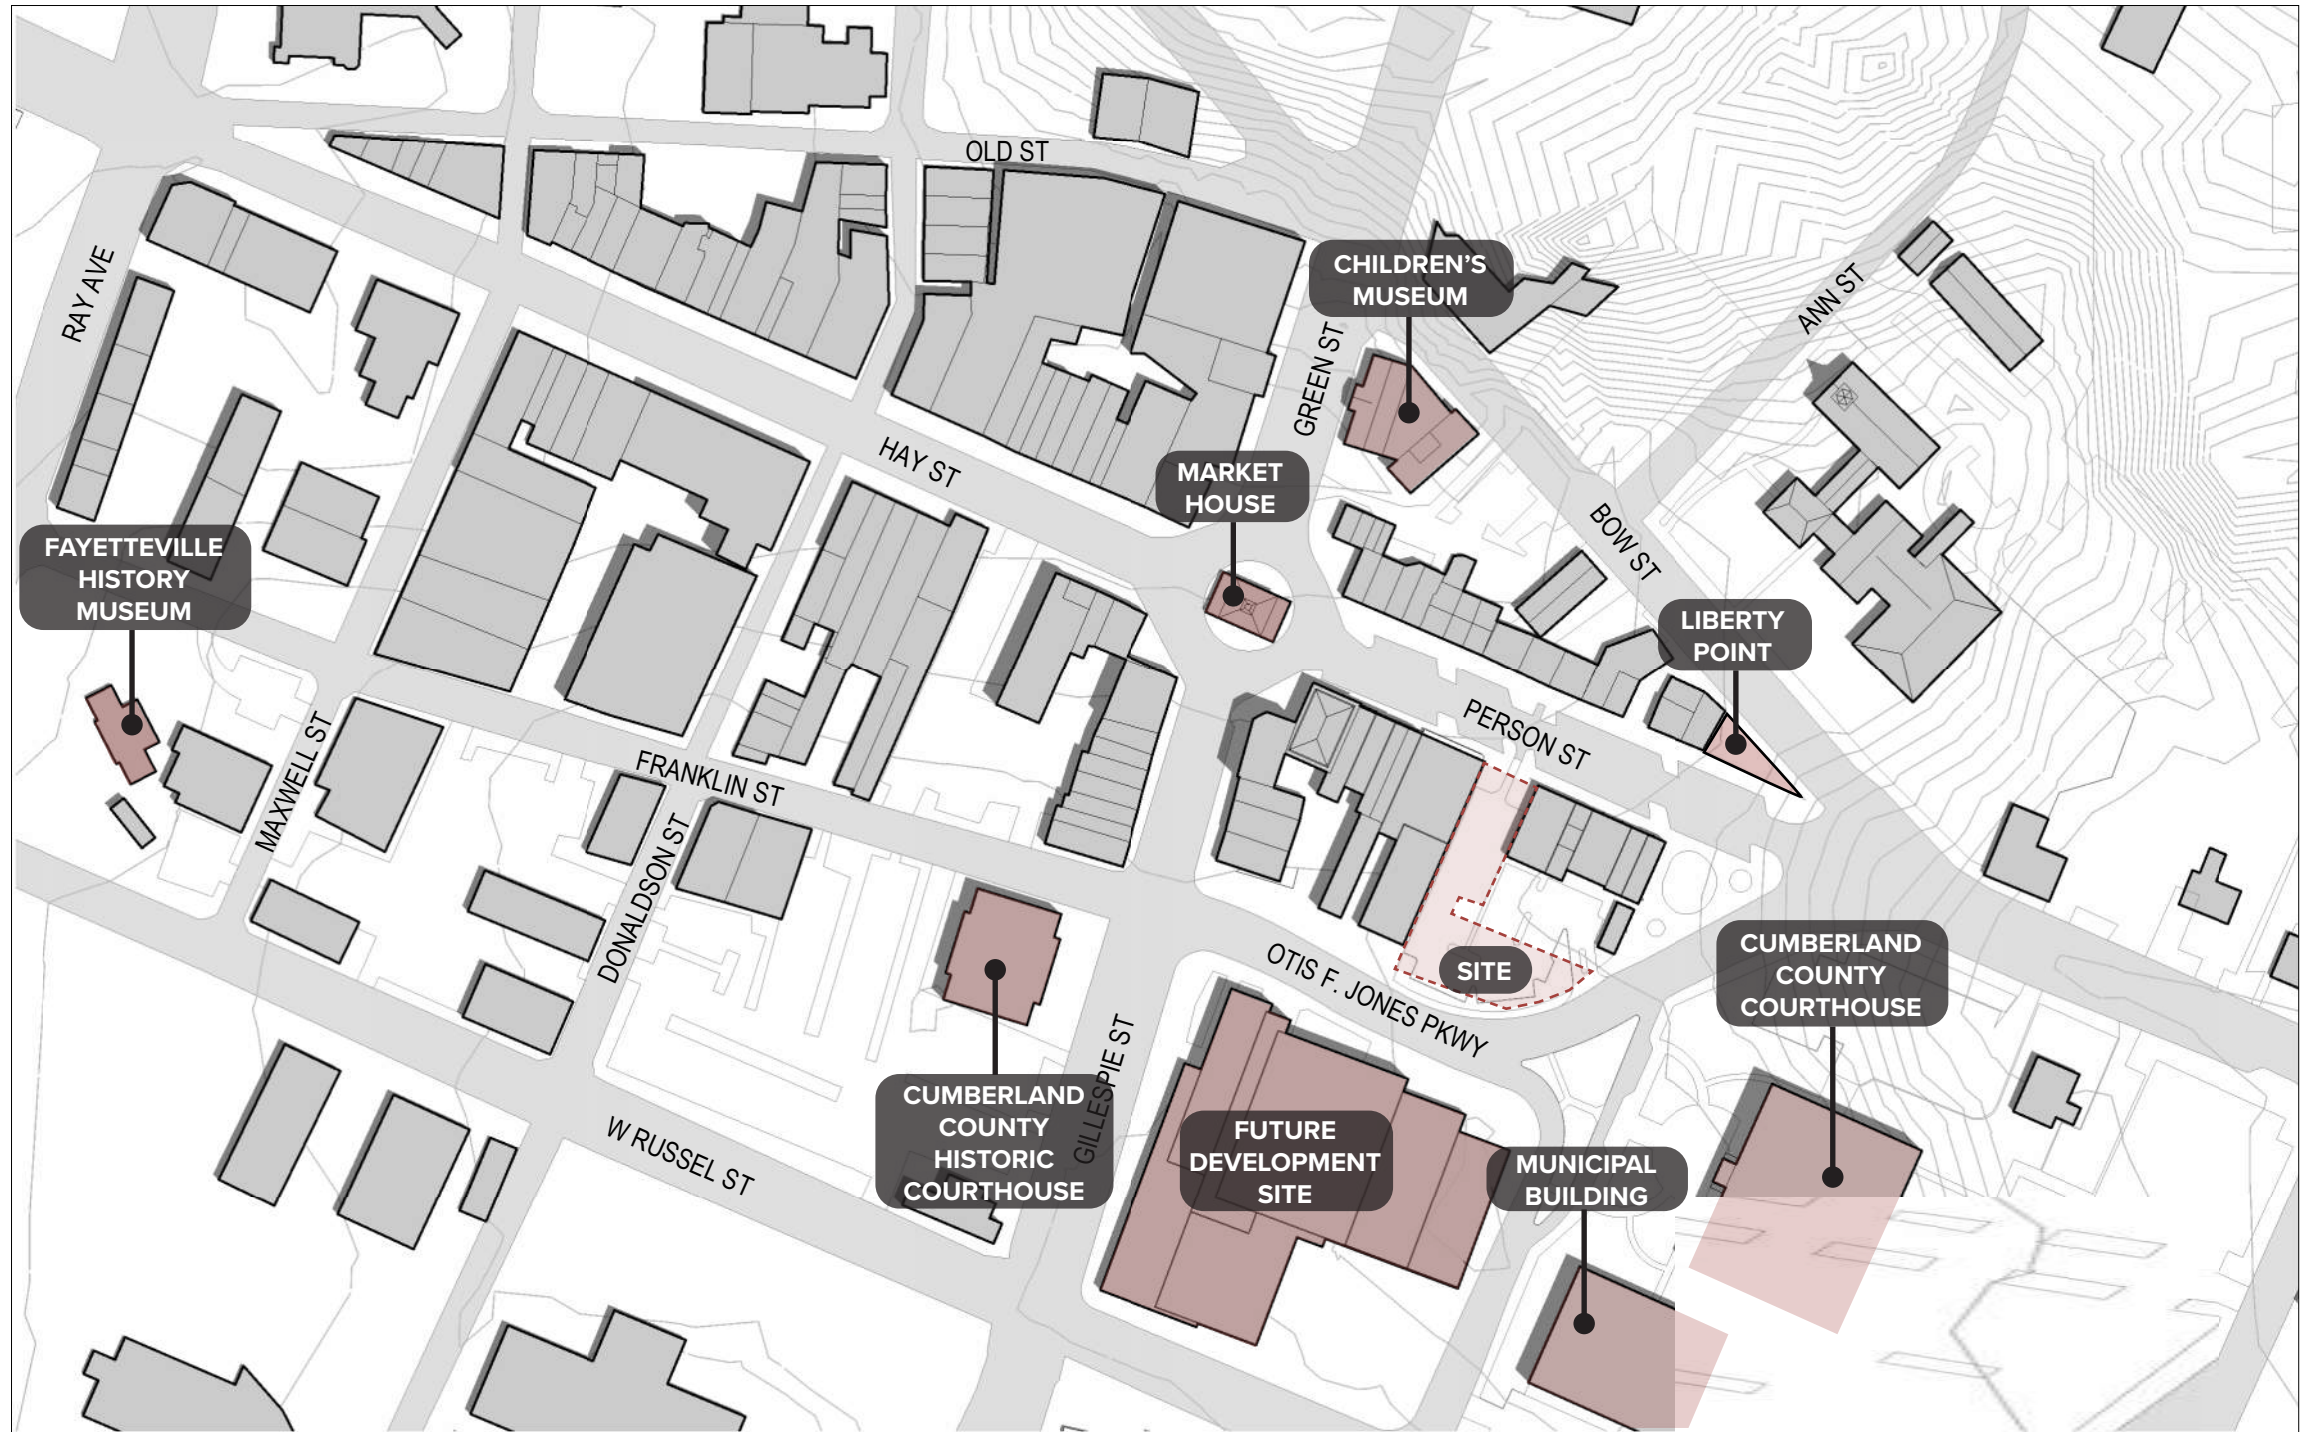 OLD ST
RAY AVE
CHILDREN'S
MUSEUM
ANN ST
GREEN ST
HAY ST
MARKET
HOUSE
BOW ST
FAYETTEVILLE
HISTORY
MUSEUM
LIBERTY
POINT
PERSON ST
MAXWELL ST
FRANKLIN ST
DONALDSON ST
SITE
OTIS F. JONES PKWY
CUMBERLAND
COUNTY
COURTHOUSE
CUMBERLAND
COUNTY
HISTORIC
COURTHOUSE
GILLESPIE ST
W RUSSEL ST
FUTURE
DEVELOPMENT
SITE
MUNICIPAL
BUILDING